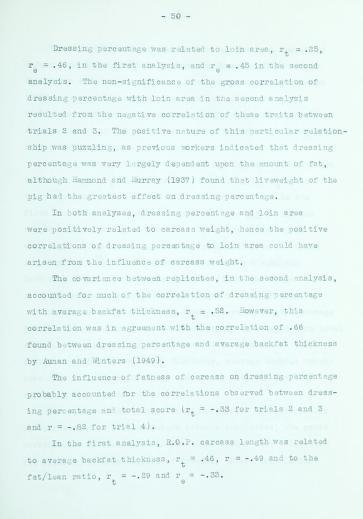 - 50 -
Dressing percentage was related to loin area, r_t = .25,
r_e = .46, in the first analysis, and r_e = .45 in the second
analysis. The non-significance of the gross correlation of
dressing percentage with loin area in the second analysis
resulted from the negative correlation of these traits between
trials 2 and 3. The positive nature of this particular relation-
ship was puzzling, as previous workers indicated that dressing
percentage was very largely dependent upon the amount of fat,
although Hammond and Murray (1937) found that liveweight of the
pig had the greatest effect on dressing percentage.
In both analyses, dressing percentage and loin area
were positively related to carcass weight, hence the positive
correlations of dressing percentage to loin area could have
arisen from the influence of carcass weight.
The covariance between replicates, in the second analysis,
accounted for much of the correlation of dressing percentage
with average backfat thickness, r_t = .52. However, this
correlation was in agreement with the correlation of .66
found between dressing percentage and average backfat thickness
by Auman and Winters (1949).
The influence of fatness of carcass on dressing percentage
probably accounted for the correlations observed between dress-
ing percentage and total score (r_t = -.33 for trials 2 and 3
and r = -.82 for trial 4).
In the first analysis, R.O.P. carcass length was related
to average backfat thickness, r_t = .46, r = -.49 and to the
fat/lean ratio, r_t = -.29 and r_e = -.33.